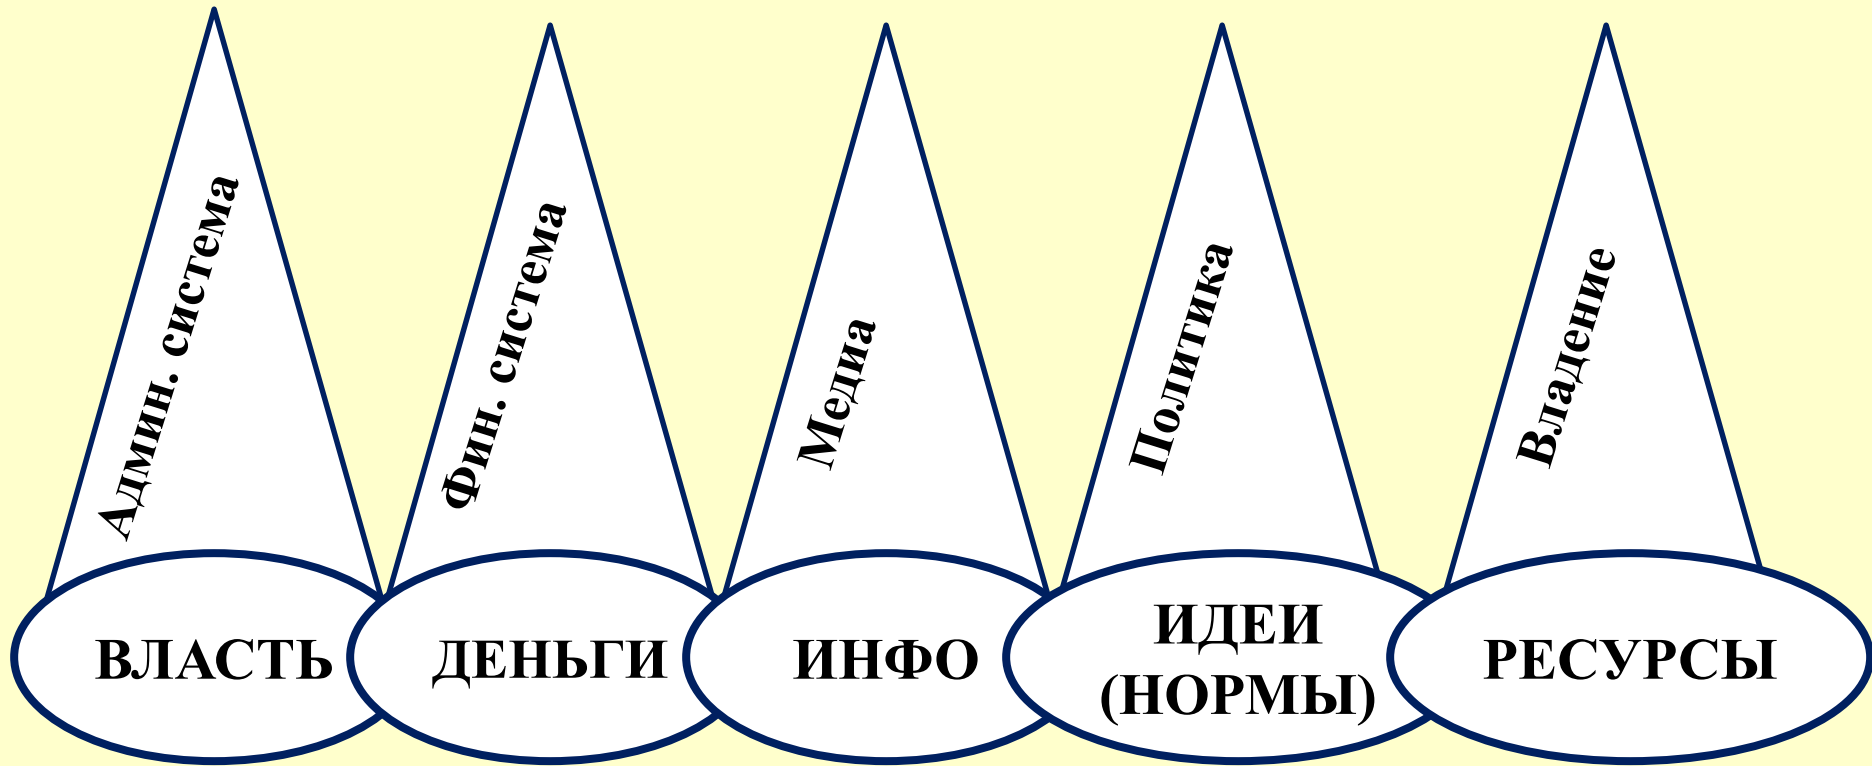 Админ. система
Фин. система
Медиа
Политика
Владение
ВЛАСТЬ
ДЕНЬГИ
ИНФО
ИДЕИ
(НОРМЫ)
РЕСУРСЫ